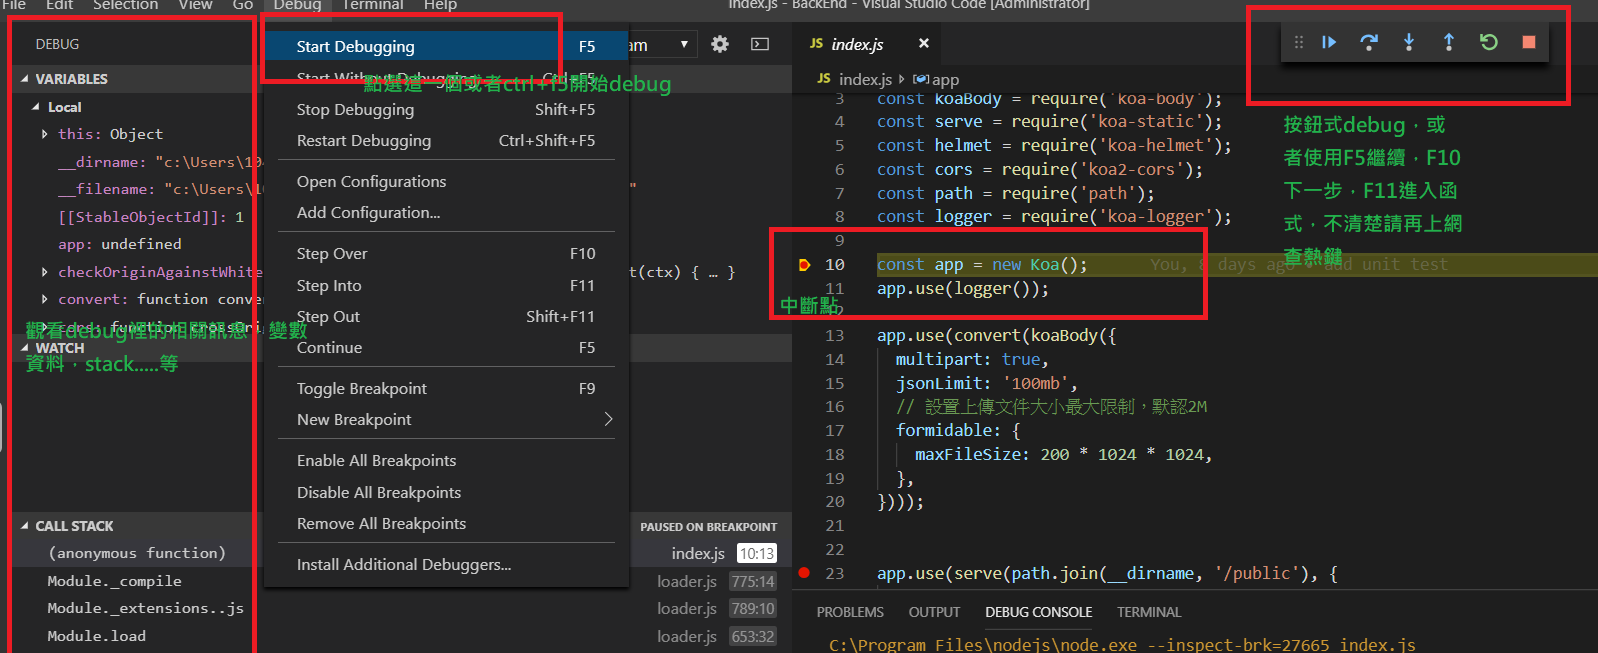 File Edit Selection View Go Debug Terminal Help
index.js - BackEnd - Visual Studio Code [Administrator]
DEBUG
VARIABLES
Local
this: Object
__dirname: "c:\Users\10
__filename: "c:\Users\10
[[StableObjectId]]: 1
app: undefined
checkOriginAgainstWhite
t(ctx) { … }
convert: function conve
觀看debug裡的相關訊息，變數
資料，stack.....等
WATCH
CALL STACK
PAUSED ON BREAKPOINT
(anonymous function) index.js 10:13
Module._compile loader.js 775:14
Module._extensions..js loader.js 789:10
Module.load loader.js 653:32
Start Debugging F5
Start Without Debugging Ctrl+F5
點選這一個或者ctrl+f5開始debug
Stop Debugging Shift+F5
Restart Debugging Ctrl+Shift+F5
Open Configurations
Add Configuration...
Step Over F10
Step Into F11
Step Out Shift+F11
Continue F5
Toggle Breakpoint F9
New Breakpoint
Enable All Breakpoints
Disable All Breakpoints
Remove All Breakpoints
Install Additional Debuggers...
am
JS index.js
JS index.js app
3 const koaBody = require('koa-body');
4 const serve = require('koa-static');
5 const helmet = require('koa-helmet');
6 const cors = require('koa2-cors');
7 const path = require('path');
8 const logger = require('koa-logger');
9
10 const app = new Koa(); You, 8 days ago • add unit test
11 app.use(logger());
中斷點
12
13 app.use(convert(koaBody({
14 multipart: true,
15 jsonLimit: '100mb',
16 // 設置上傳文件大小最大限制，默認2M
17 formidable: {
18 maxFileSize: 200 * 1024 * 1024,
19 },
20 })));
21
22
23 app.use(serve(path.join(__dirname, '/public'), {
按鈕式debug，或
者使用F5繼續，F10
下一步，F11進入函
式，不清楚請再上網
查熱鍵
PROBLEMS OUTPUT DEBUG CONSOLE TERMINAL
C:\Program Files\nodejs\node.exe --inspect-brk=27665 index.js